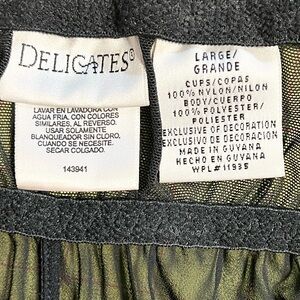 DELICATES®
LAVAR EN LAVADORA CON
AGUA FRIA, CON COLORES
SIMILARES, AL REVERSO.
USAR SOLAMENTE
BLANQUEADOR SIN CLORO,
CUANDO SE NECESITE.
SECAR COLGADO.
143941
LARGE/
GRANDE
CUPS/COPAS
100% NYLON/NILON
BODY/CUERPO
100% POLYESTER/
POLIESTER
EXCLUSIVE OF DECORATION
EXCLUSIVO DE DECORACION
MADE IN GUYANA
HECHO EN GUYANA
WPL# 11935